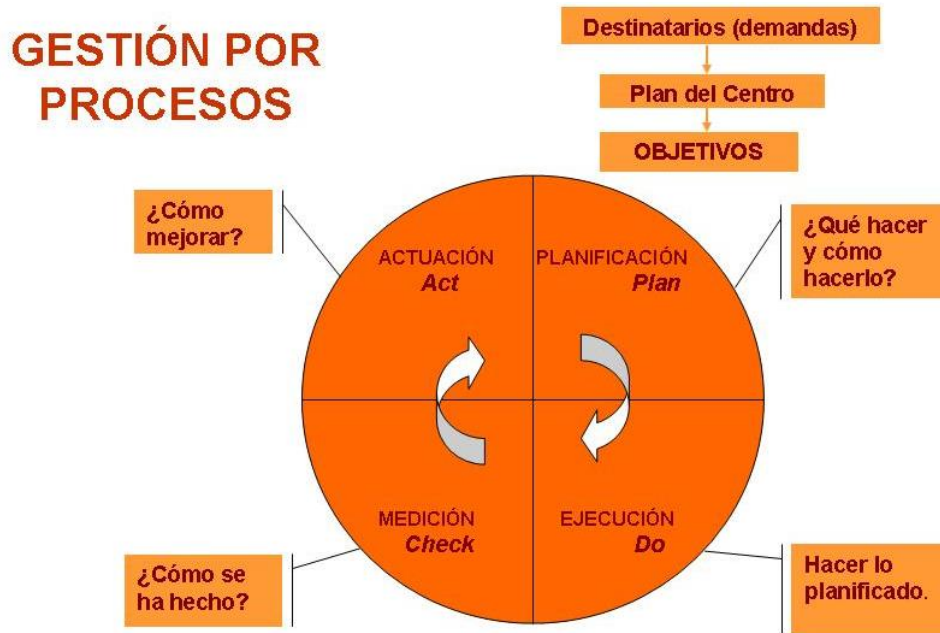 GESTIÓN POR
PROCESOS
Destinatarios (demandas)
Plan del Centro
OBJETIVOS
¿Cómo
mejorar?
ACTUACIÓN
Act
PLANIFICACIÓN
Plan
¿Qué hacer
y cómo
hacerlo?
MEDICIÓN
Check
EJECUCIÓN
Do
¿Cómo se
ha hecho?
Hacer lo
planificado.